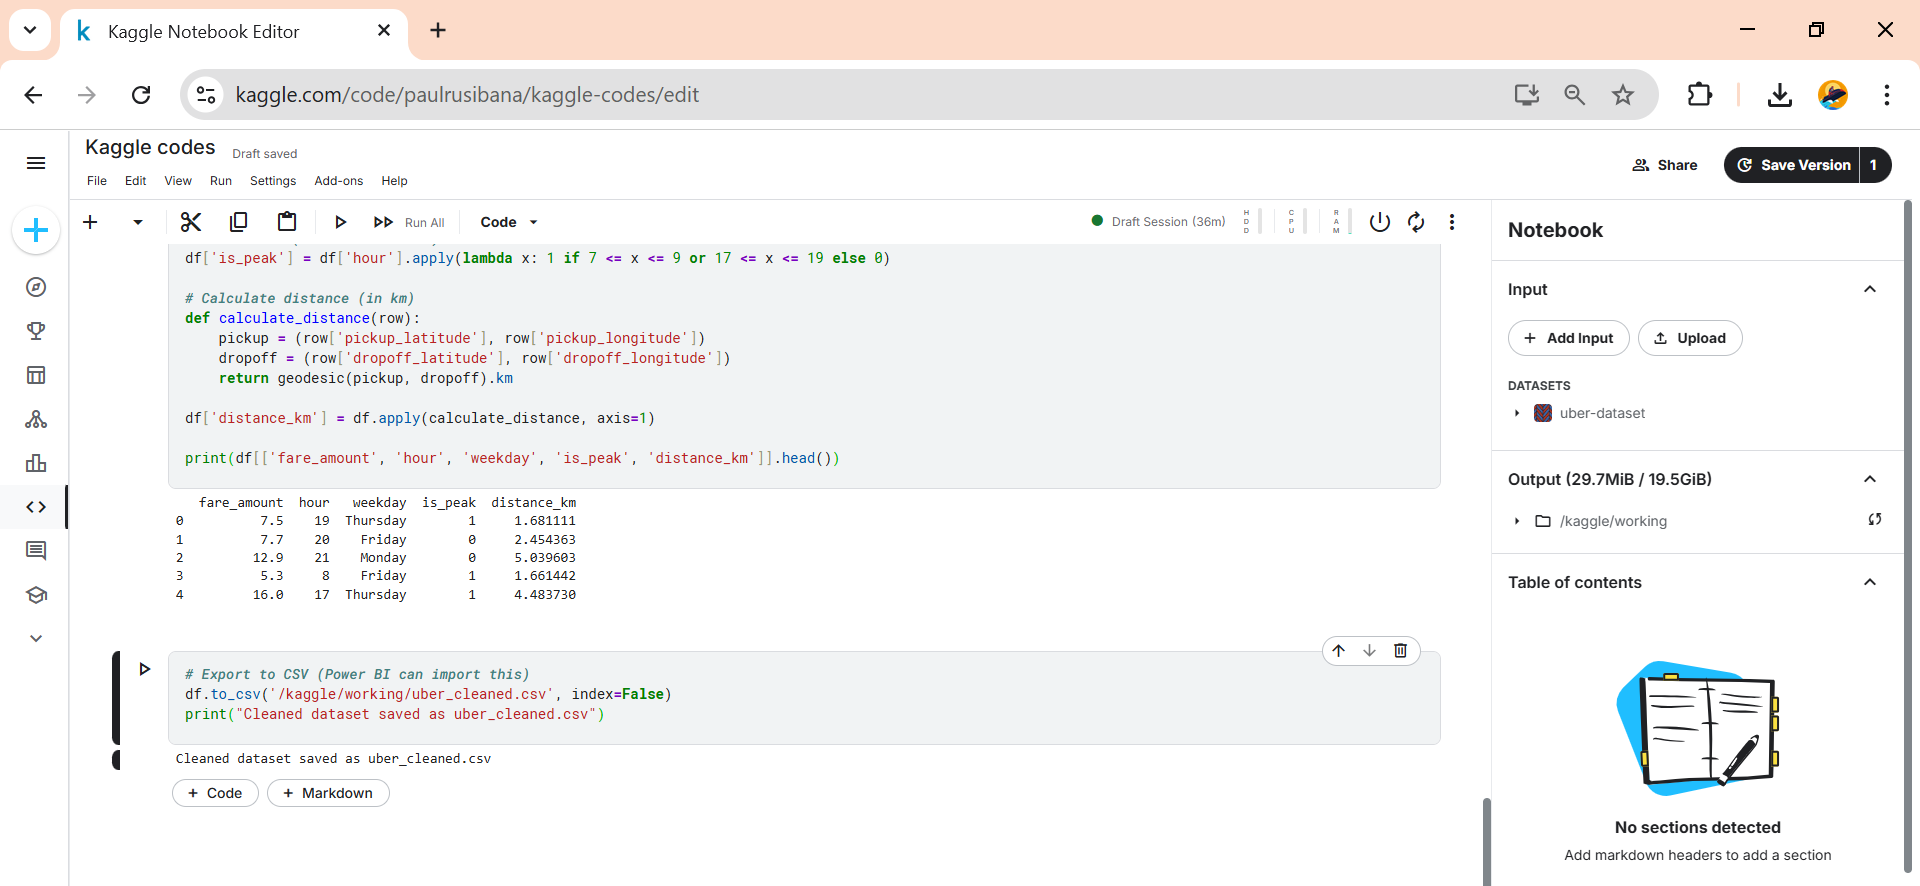 Kaggle Notebook Editor
kaggle.com/code/paulrusibana/kaggle-codes/edit
Kaggle codes
Draft saved
File Edit View Run Settings Add-ons Help
Share
Save Version 1
Run All
Code
Draft Session (36m)
HDD
CPU
RAM
df['is_peak'] = df['hour'].apply(lambda x: 1 if 7 <= x <= 9 or 17 <= x <= 19 else 0)
# Calculate distance (in km)
def calculate_distance(row):
    pickup = (row['pickup_latitude'], row['pickup_longitude'])
    dropoff = (row['dropoff_latitude'], row['dropoff_longitude'])
    return geodesic(pickup, dropoff).km
df['distance_km'] = df.apply(calculate_distance, axis=1)
print(df[['fare_amount', 'hour', 'weekday', 'is_peak', 'distance_km']].head())
fare_amount hour weekday is_peak distance_km
0 7.5 19 Thursday 1 1.681111
1 7.7 20 Friday 0 2.454363
2 12.9 21 Monday 0 5.039603
3 5.3 8 Friday 1 1.661442
4 16.0 17 Thursday 1 4.483730
# Export to CSV (Power BI can import this)
df.to_csv('/kaggle/working/uber_cleaned.csv', index=False)
print("Cleaned dataset saved as uber_cleaned.csv")
Cleaned dataset saved as uber_cleaned.csv
+ Code
+ Markdown
Notebook
Input
+ Add Input
Upload
DATASETS
uber-dataset
Output (29.7MiB / 19.5GiB)
/kaggle/working
Table of contents
No sections detected
Add markdown headers to add a section